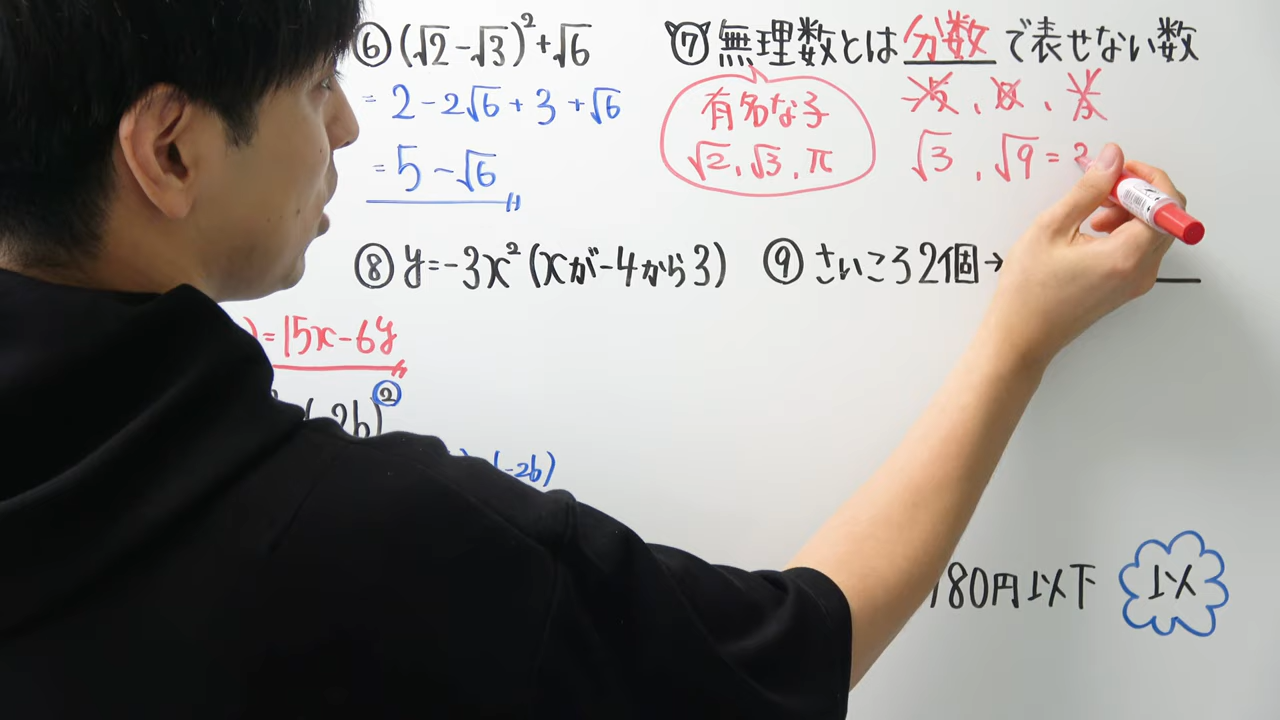 ⑥ (√2-√3)²+√6
= 2-2√6+3+√6
= 5-√6
⑦ 無理数とは分数で表せない数
有名な子
√2, √3, π
√3, √9=3
⑧ y=-3x²(xが-4から3)
⑨ さいころ2個→
)=15x-6y
(-2b)²
(-2b)
180円以下
以